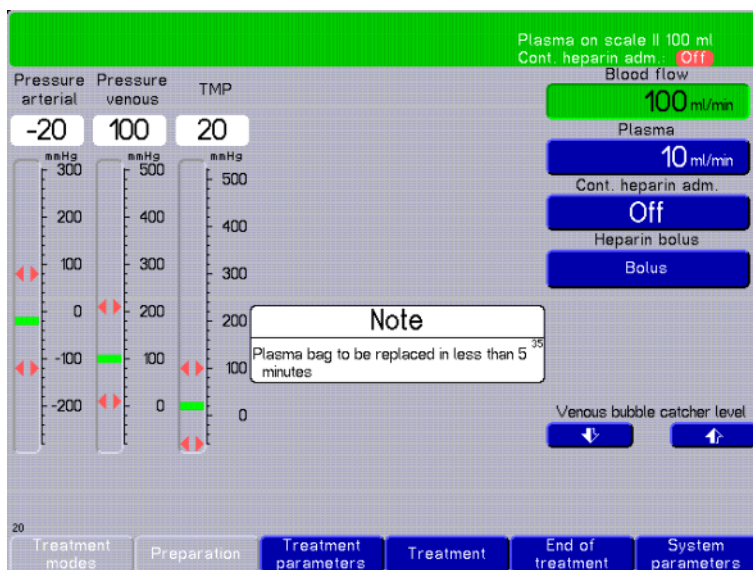 Plasma on scale II 100 ml
Cont. heparin adm.: Off
Pressure arterial
Pressure venous
TMP
-20
100
20
mmHg
300
200
100
0
-100
-200
mmHg
500
400
300
200
100
0
500
400
300
200
100
0
Blood flow
100 ml/min
Plasma
10 ml/min
Cont. heparin adm.
Off
Heparin bolus
Bolus
Note
Plasma bag to be replaced in less than 5 35
minutes
Venous bubble catcher level
20
Treatment modes
Preparation
Treatment parameters
Treatment
End of treatment
System parameters